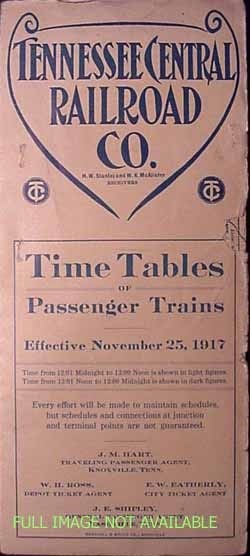 TENNESSEE CENTRAL
RAILROAD
CO.
H. W. Stanley and W. K. McAlister
RECEIVERS
TC
TC
Time Tables
OF
Passenger Trains
Effective November 25, 1917
Time from 12:01 Midnight to 12:00 Noon is shown in light figures.
Time from 12:01 Noon to 12:00 Midnight is shown in dark figures.
Every effort will be made to maintain schedules,
but schedules and connections at junction
and terminal points are not guaranteed.
J. M. HART,
TRAVELING PASSENGER AGENT,
KNOXVILLE, TENN.
W. H. ROSS,
DEPOT TICKET AGENT
E. W. EATHERLY,
CITY TICKET AGENT
J. E. SHIPLEY,
FULL IMAGE NOT AVAILABLE